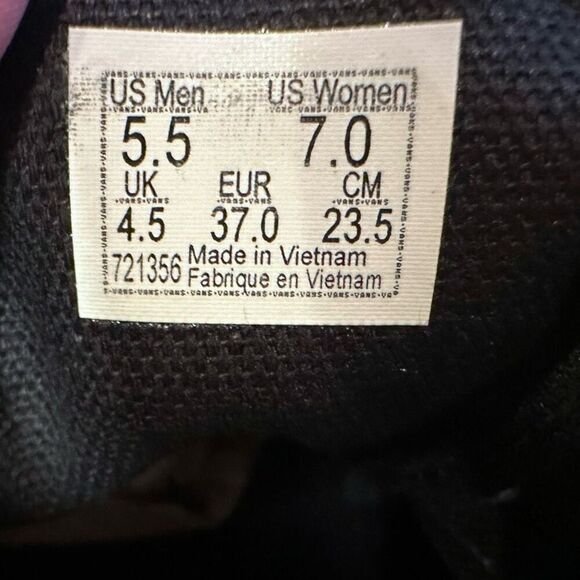 US Men US Women
5.5 7.0
UK EUR CM
4.5 37.0 23.5
721356 Made in Vietnam
Fabrique en Vietnam